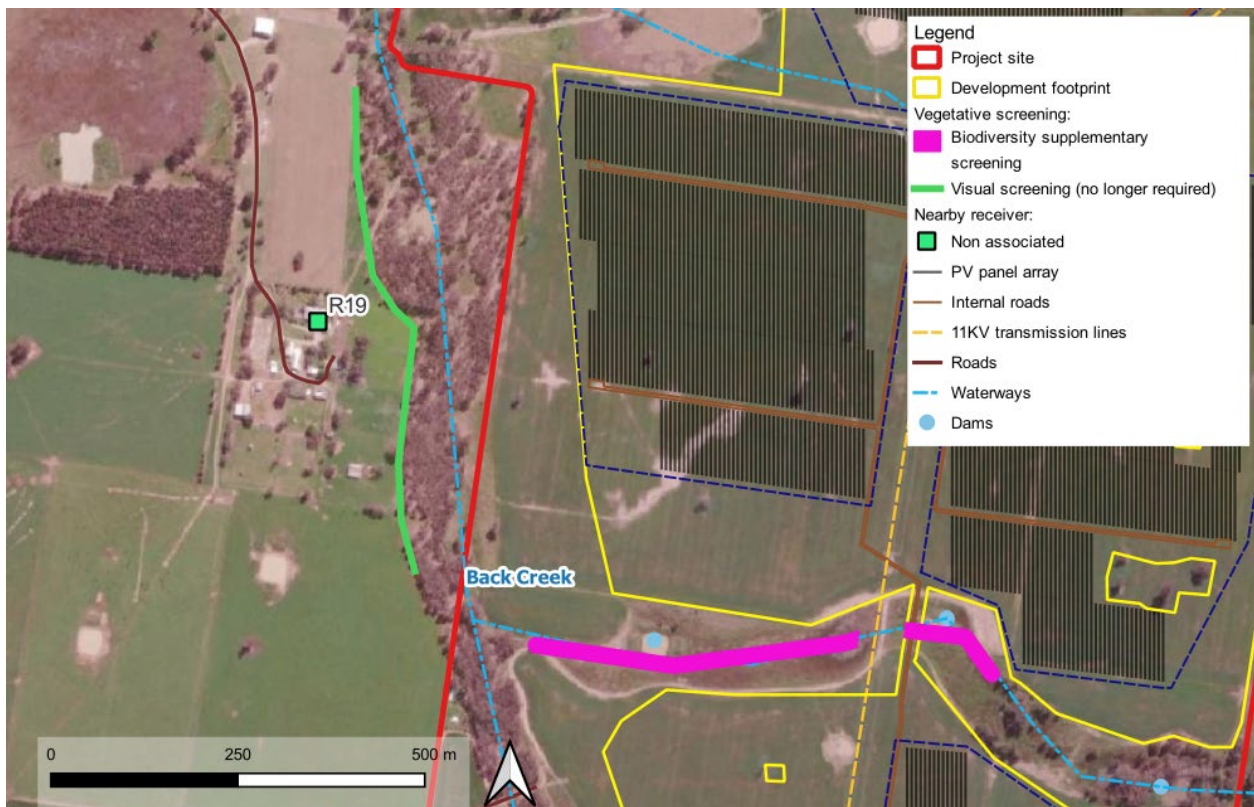 Legend
Project site
Development footprint
Vegetative screening:
Biodiversity supplementary
screening
Visual screening (no longer required)
Nearby receiver:
Non associated
PV panel array
Internal roads
11KV transmission lines
Roads
Waterways
Dams
R19
Back Creek
0 250 500 m